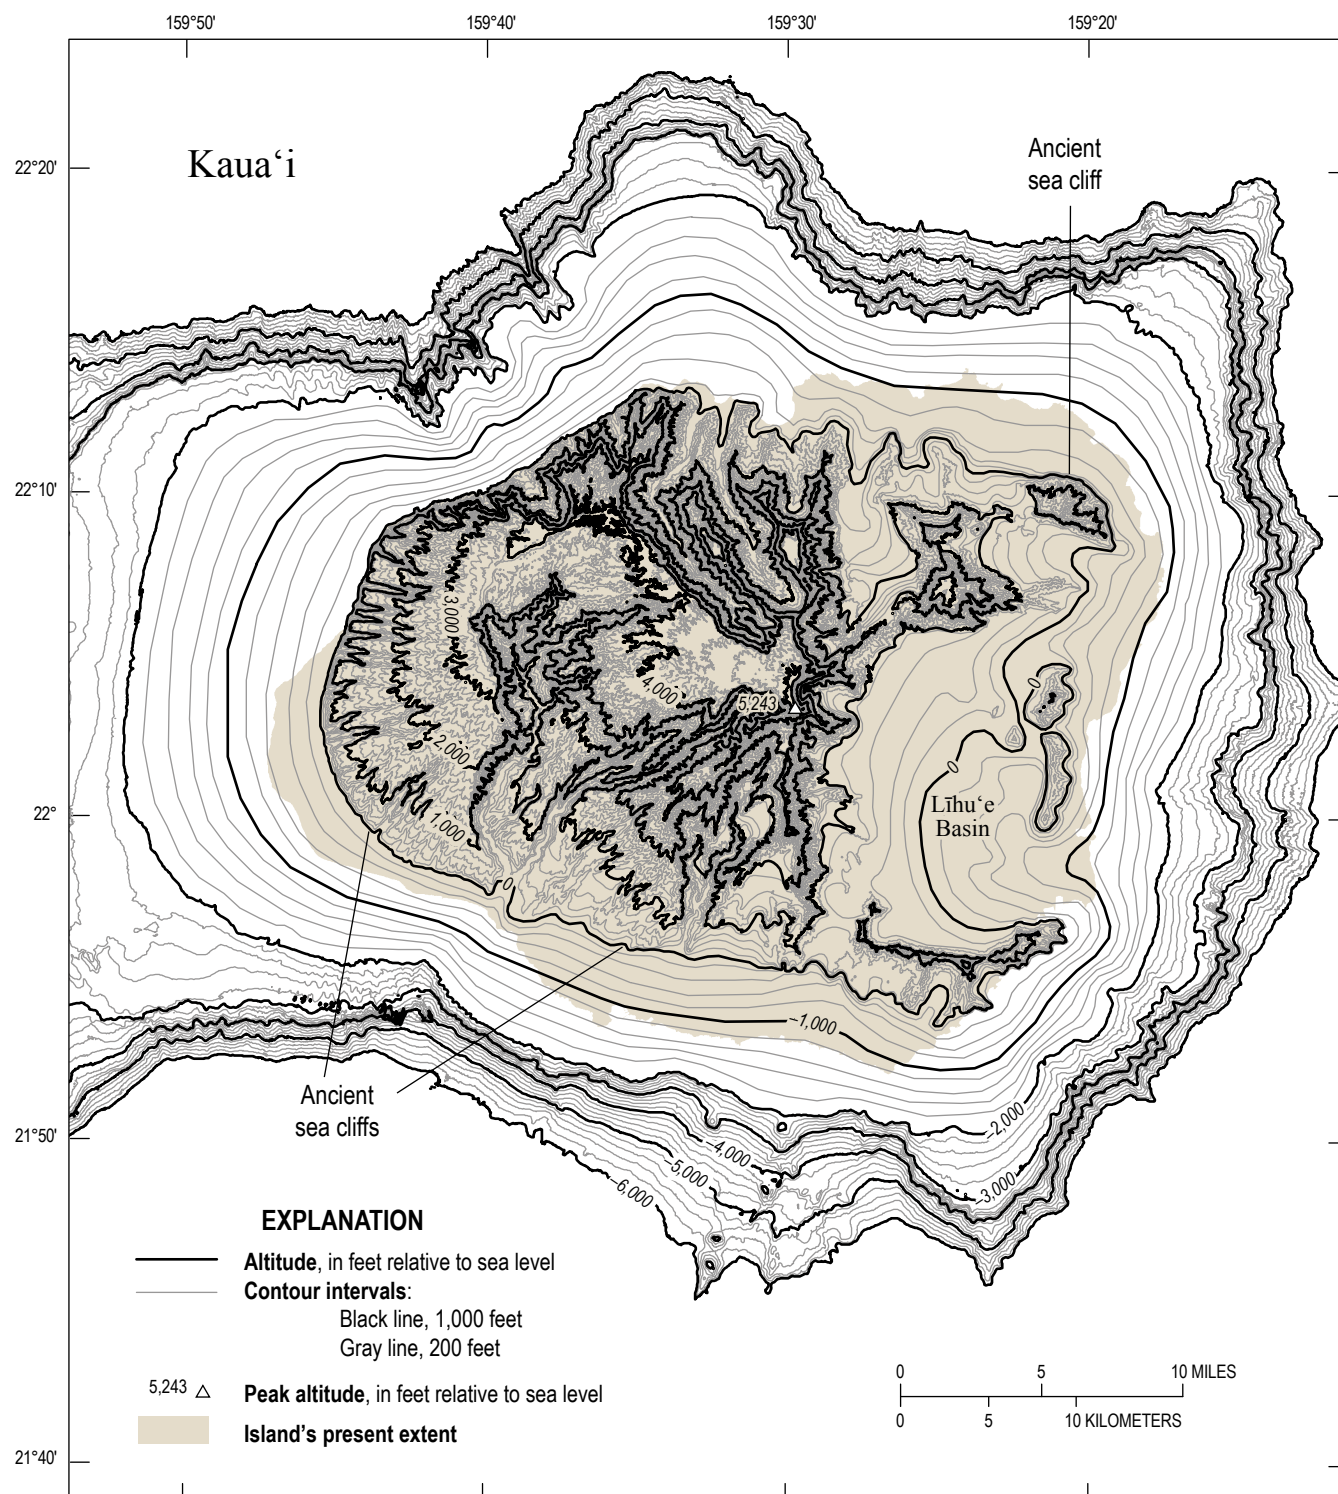 159°50'
159°40'
159°30'
159°20'
22°20'
Kauaʻi
Ancient
sea cliff
22°10'
3,000
4,000
5,243
0
2,000
0
Līhuʻe
Basin
22°
1,000
0
–1,000
Ancient
sea cliffs
21°50'
–2,000
–4,000
–5,000
–3,000
–6,000
EXPLANATION
Altitude, in feet relative to sea level
Contour intervals:
Black line, 1,000 feet
Gray line, 200 feet
5,243
Peak altitude, in feet relative to sea level
Island's present extent
0 5 10 MILES
0 5 10 KILOMETERS
21°40'